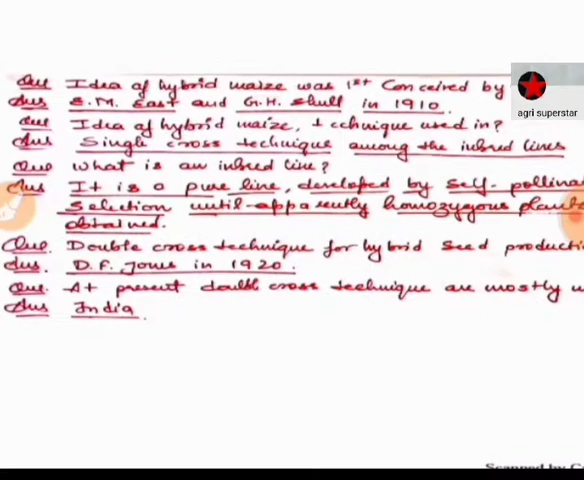 Que Idea of hybrid maize was 1st Conceived by
Ans E.M. East and G.H. Shull in 1910.
agri superstar
Que Idea of hybrid maize, technique used in?
Ans Single cross technique among the inbred lines
Que What is an inbred line?
Ans It is a pure line, developed by self-pollinat
Selection until apparently homozygous plants
obtained.
Que. Double cross technique for hybrid seed producti
Ans. D.F. Jones in 1920.
Que. At present double cross technique are mostly u
Ans India.
Scanned by C